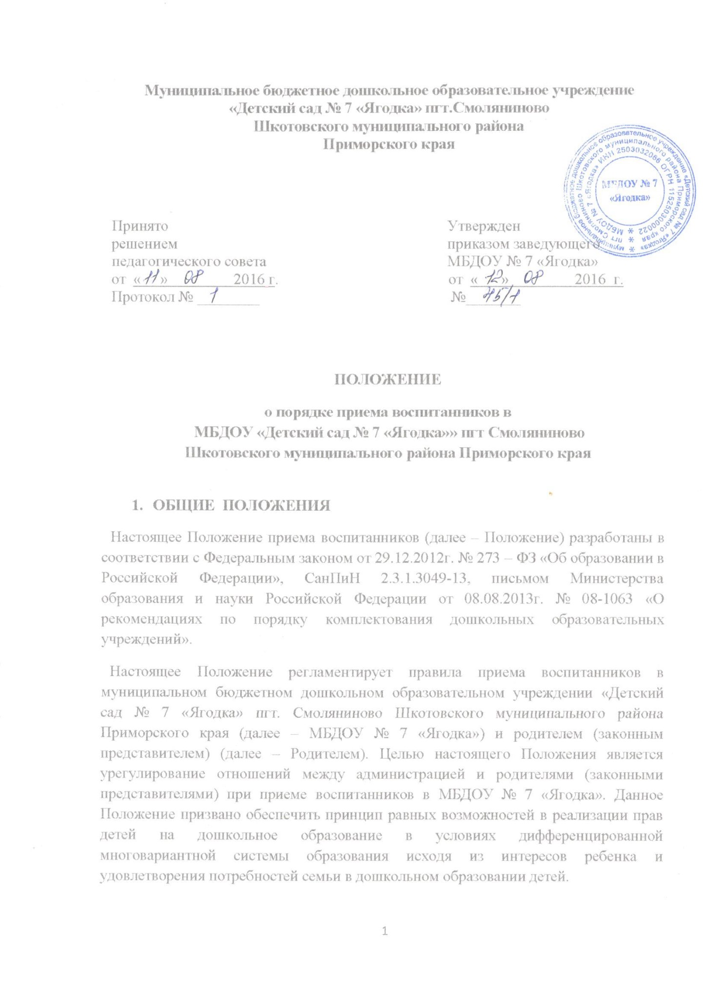 Муниципальное бюджетное дошкольное образовательное учреждение
«Детский сад № 7 «Ягодка» пгт.Смоляниново
Шкотовского муниципального района
Приморского края
муниципальное бюджетное дошкольное образовательное учреждение «Детский сад № 7 «Ягодка»
пгт Смоляниново Шкотовского муниципального района Приморского края
МБДОУ № 7 «Ягодка» ИНН 2503032066 ОГРН 1152503000022
МБДОУ № 7
«Ягодка»
Принято
решением
педагогического совета
от «11» 08 2016 г.
Протокол № 1
Утвержден
приказом заведующего
МБДОУ № 7 «Ягодка»
от «12» 08 2016 г.
№ 45/1
ПОЛОЖЕНИЕ
о порядке приема воспитанников в
МБДОУ «Детский сад № 7 «Ягодка»» пгт Смоляниново
Шкотовского муниципального района Приморского края
1. ОБЩИЕ ПОЛОЖЕНИЯ
Настоящее Положение приема воспитанников (далее – Положение) разработаны в
соответствии с Федеральным законом от 29.12.2012г. № 273 – ФЗ «Об образовании в
Российской Федерации», СанПиН 2.3.1.3049-13, письмом Министерства
образования и науки Российской Федерации от 08.08.2013г. № 08-1063 «О
рекомендациях по порядку комплектования дошкольных образовательных
учреждений».
Настоящее Положение регламентирует правила приема воспитанников в
муниципальном бюджетном дошкольном образовательном учреждении «Детский
сад № 7 «Ягодка» пгт. Смоляниново Шкотовского муниципального района
Приморского края (далее – МБДОУ № 7 «Ягодка») и родителем (законным
представителем) (далее – Родителем). Целью настоящего Положения является
урегулирование отношений между администрацией и родителями (законными
представителями) при приеме воспитанников в МБДОУ № 7 «Ягодка». Данное
Положение призвано обеспечить принцип равных возможностей в реализации прав
детей на дошкольное образование в условиях дифференцированной
многовариантной системы образования исходя из интересов ребенка и
удовлетворения потребностей семьи в дошкольном образовании детей.
1